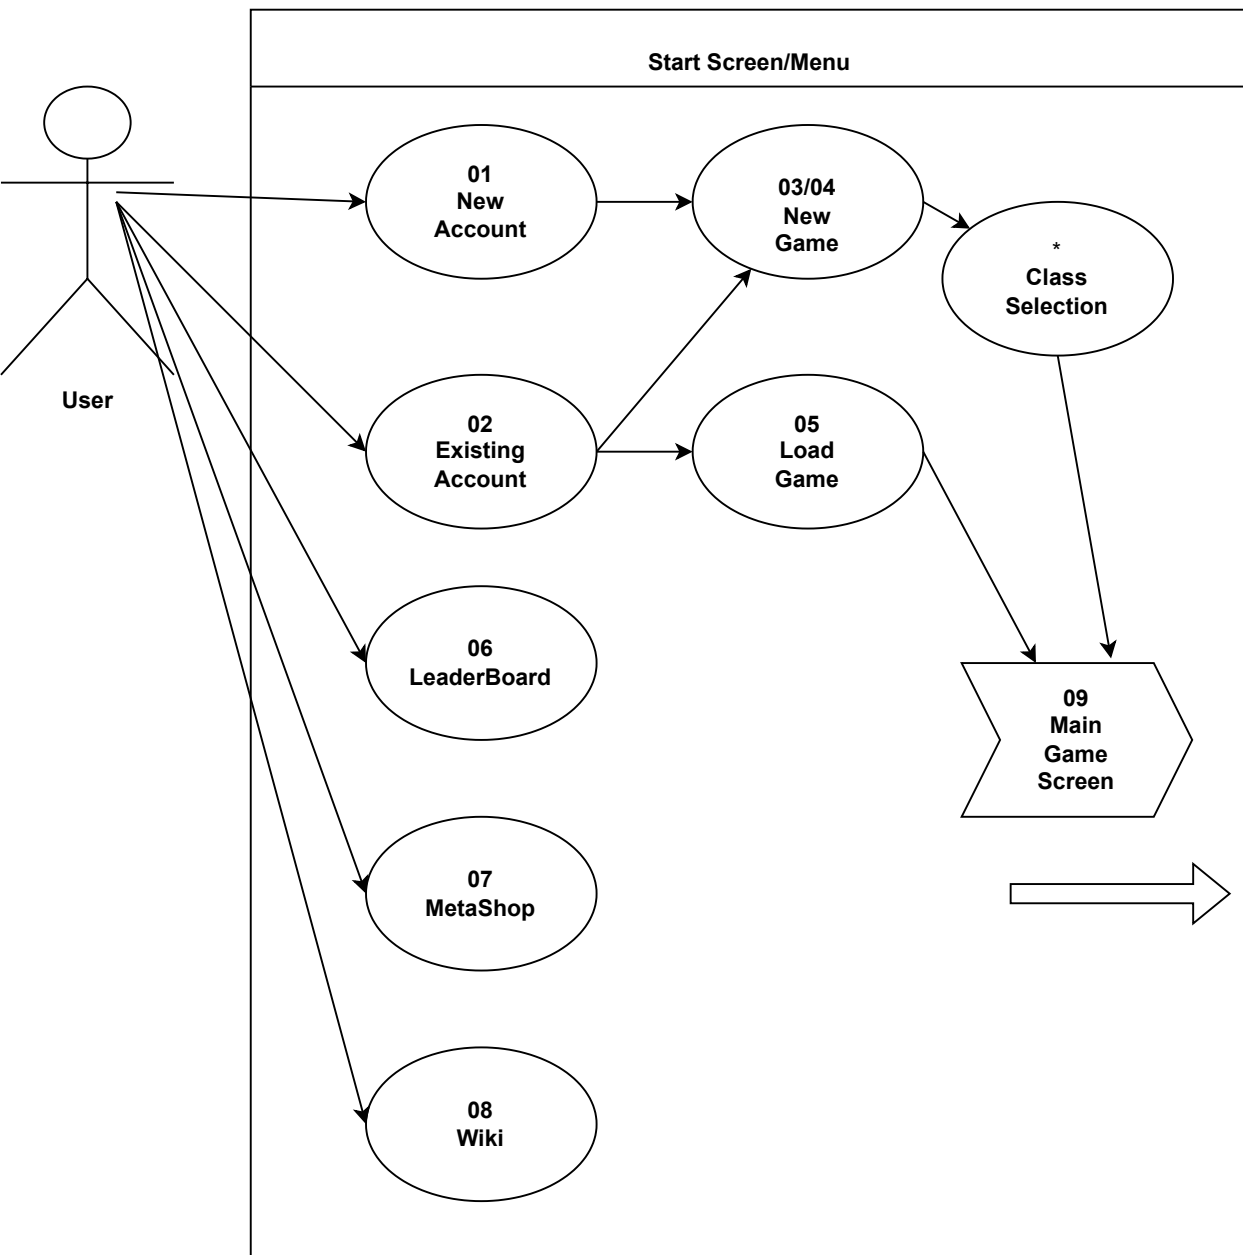 Start Screen/Menu
User
01
New
Account
03/04
New
Game
*
Class
Selection
02
Existing
Account
05
Load
Game
06
LeaderBoard
09
Main
Game
Screen
07
MetaShop
08
Wiki